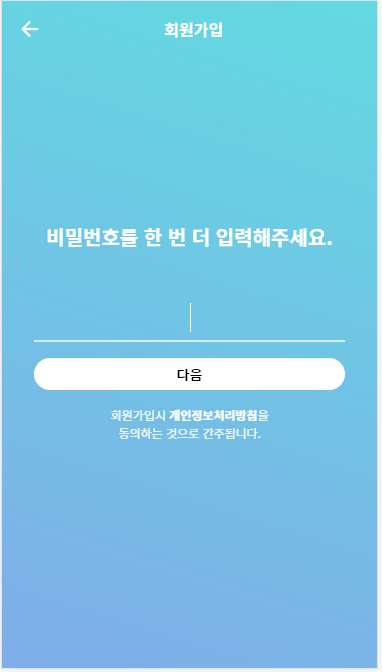 회원가입
비밀번호를 한 번 더 입력해주세요.
다음
회원가입시 개인정보처리방침을
동의하는 것으로 간주됩니다.